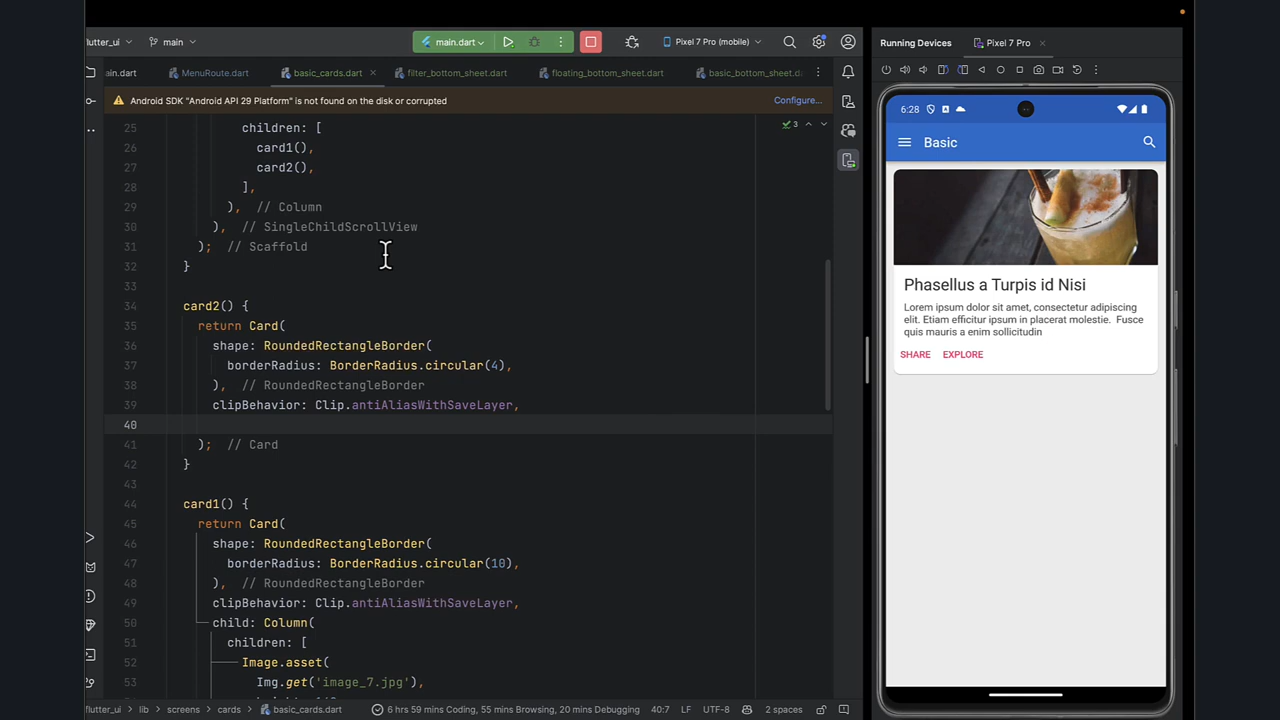 flutter_ui
main
main.dart
Pixel 7 Pro (mobile)
Running Devices
Pixel 7 Pro
ain.dart
MenuRoute.dart
basic_cards.dart
filter_bottom_sheet.dart
floating_bottom_sheet.dart
basic_bottom_sheet.da
Android SDK "Android API 29 Platform" is not found on the disk or corrupted
Configure...
3
25 children: [
26 card1(),
27 card2(),
28 ],
29 ), // Column
30 ), // SingleChildScrollView
31 ); // Scaffold
32 }
33
34 card2() {
35 return Card(
36 shape: RoundedRectangleBorder(
37 borderRadius: BorderRadius.circular(4),
38 ), // RoundedRectangleBorder
39 clipBehavior: Clip.antiAliasWithSaveLayer,
40
41 ); // Card
42 }
43
44 card1() {
45 return Card(
46 shape: RoundedRectangleBorder(
47 borderRadius: BorderRadius.circular(10),
48 ), // RoundedRectangleBorder
49 clipBehavior: Clip.antiAliasWithSaveLayer,
50 child: Column(
51 children: [
52 Image.asset(
53 Img.get('image_7.jpg'),
6:28
Basic
Phasellus a Turpis id Nisi
Lorem ipsum dolor sit amet, consectetur adipiscing
elit. Etiam efficitur ipsum in placerat molestie. Fusce
quis mauris a enim sollicitudin
SHARE EXPLORE
flutter_ui
lib
screens
cards
basic_cards.dart
6 hrs 59 mins Coding, 55 mins Browsing, 20 mins Debugging
40:7
LF
UTF-8
2 spaces